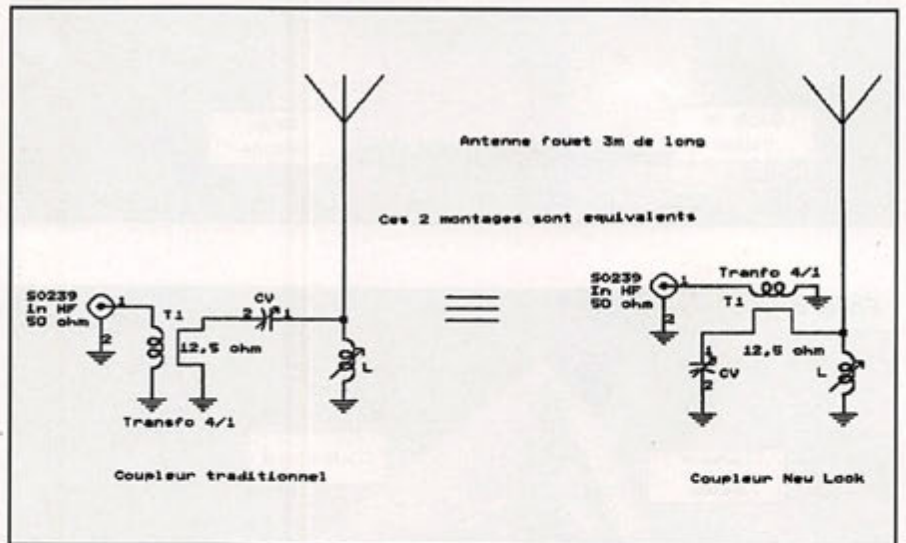 Antenne fouet 3m de long
Ces 2 montages sont equivalents
SO239
in HF
50 ohm
1
2
T1
12,5 ohm
Transfo 4/1
CV
2 1
L
Coupleur traditionnel
SO239
In HF
50 ohm
1
2
Tranfo 4/1
T1
12,5 ohm
1
CV
2
L
Coupleur New Look